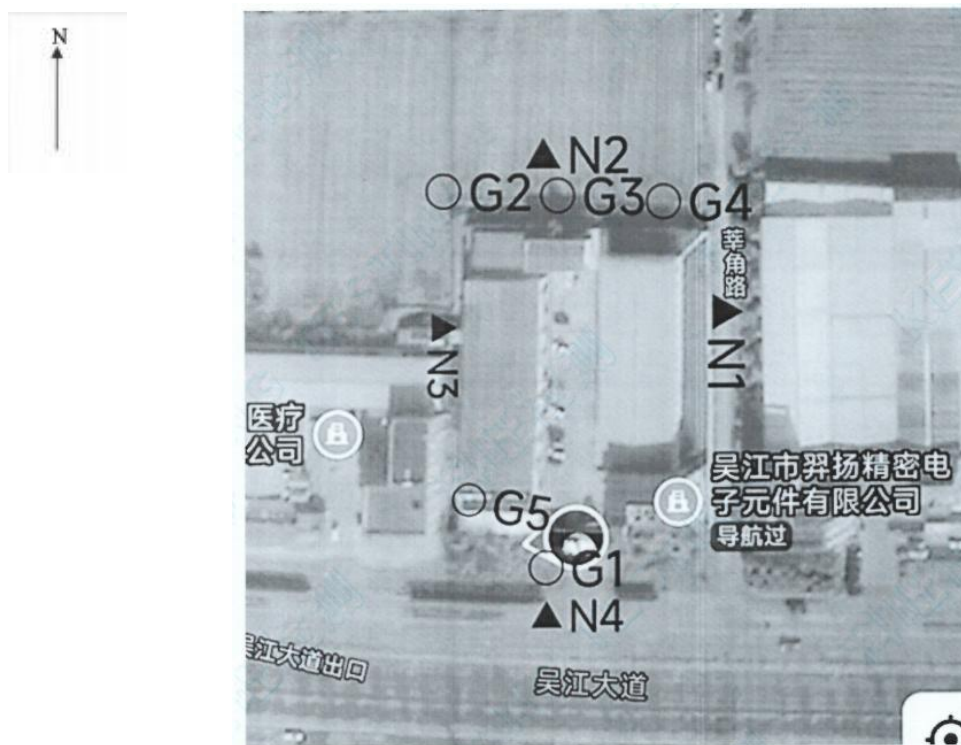 N
N2
G2
G3
G4
莘角路
N1
N3
医疗
公司
吴江市羿扬精密电
子元件有限公司
导航过
G5
G1
N4
吴江大道出口
吴江大道